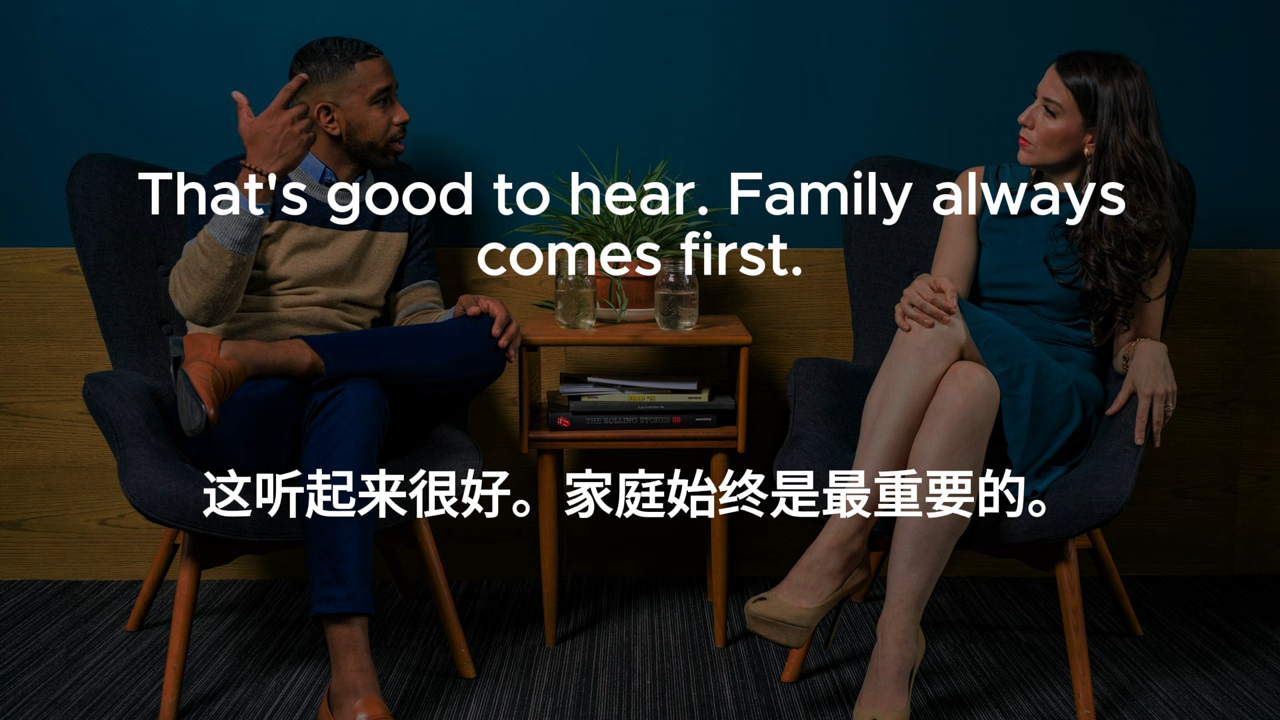 That's good to hear. Family always
comes first.
THE ROLLING STONES
这听起来很好。家庭始终是最重要的。